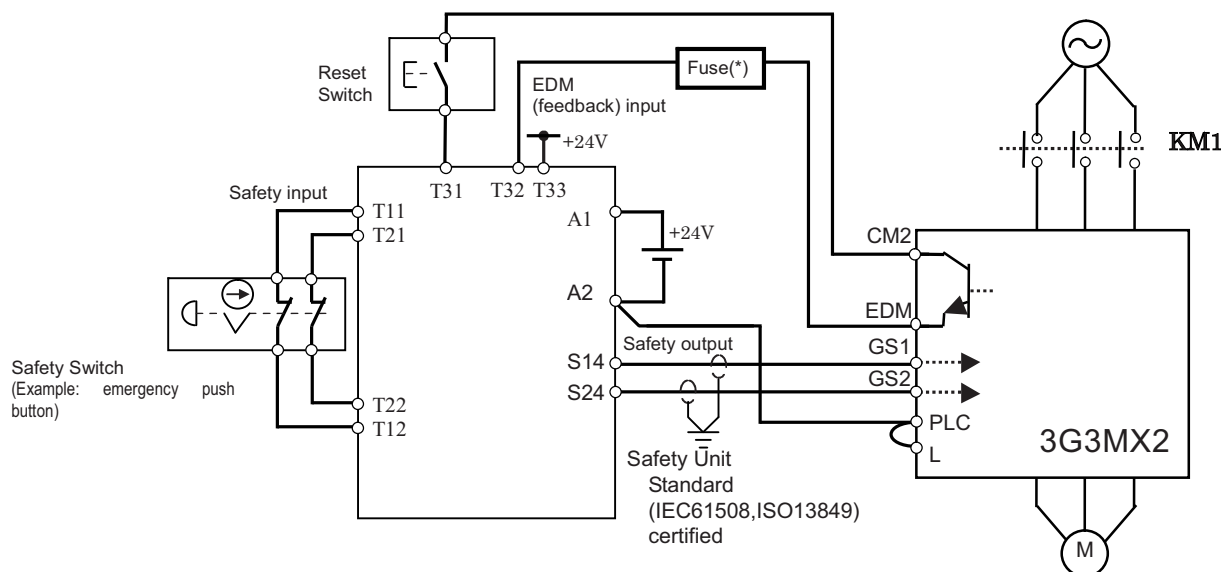 Reset
Switch
EDM
(feedback) input
Fuse(*)
+24V
KM1
T31
T32
T33
Safety input
T11
T21
A1
+24V
CM2
A2
EDM
Safety output
GS1
S14
GS2
S24
Safety Switch
(Example: emergency push
button)
T22
T12
PLC
L
3G3MX2
Safety Unit
Standard
(IEC61508,ISO13849)
certified
M